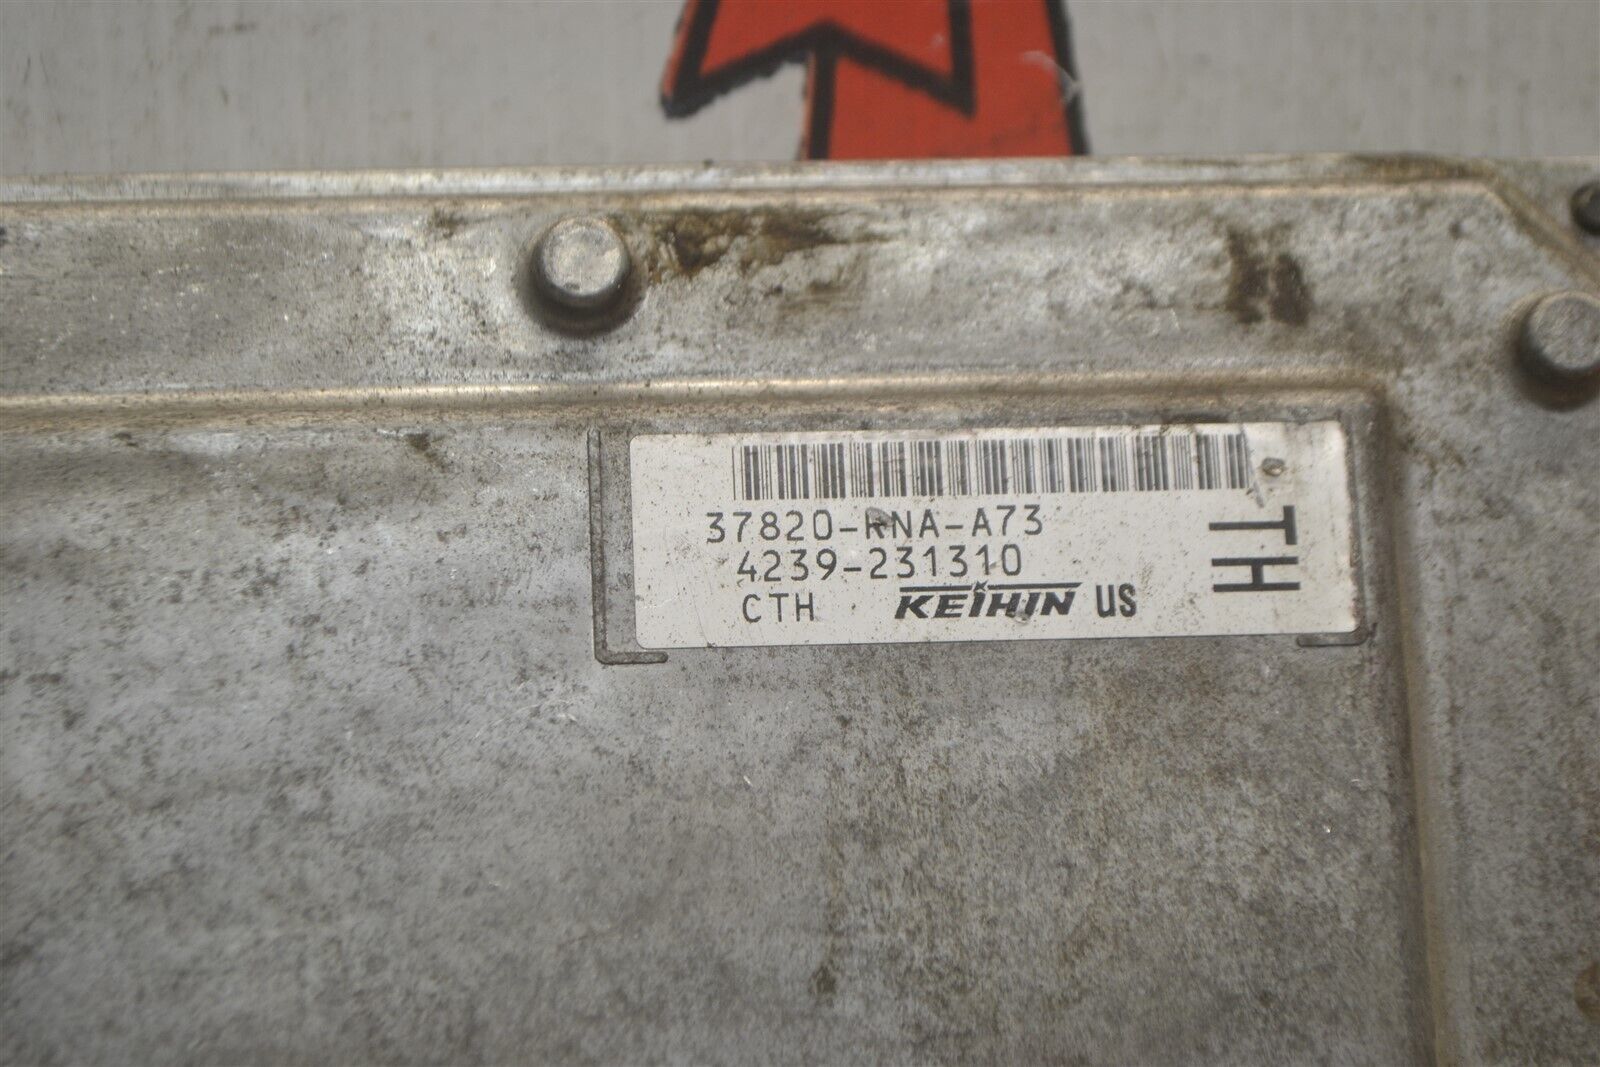 37820-RNA-A73
4239-231310
CTH KEIHIN US
TH